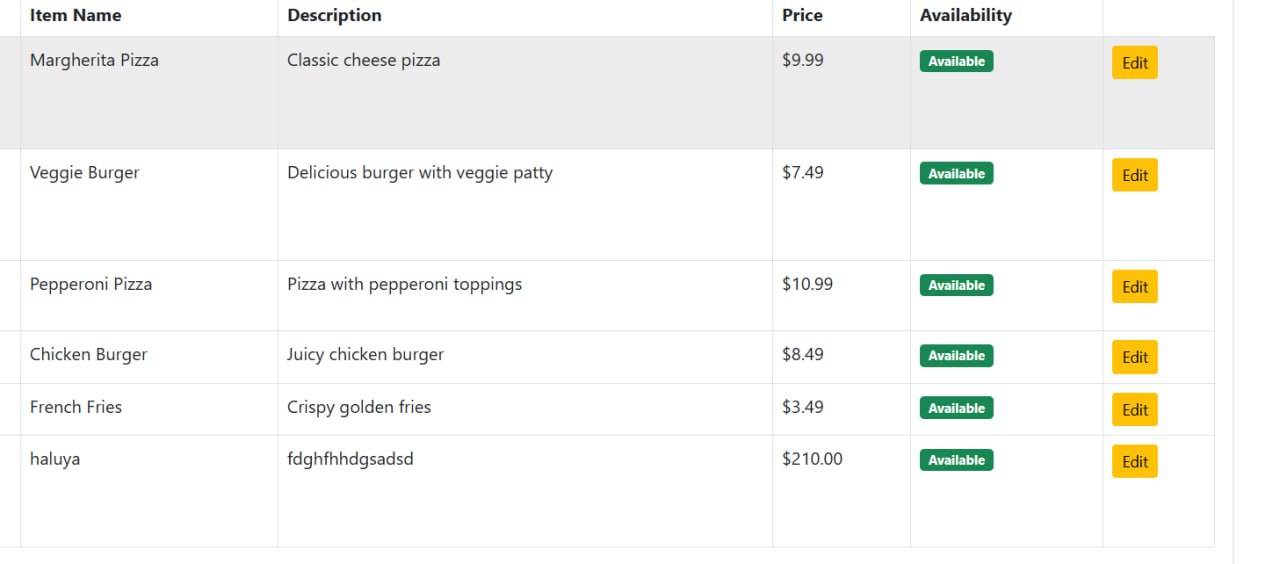 Item Name Description Price Availability
Margherita Pizza Classic cheese pizza $9.99 Available Edit
Veggie Burger Delicious burger with veggie patty $7.49 Available Edit
Pepperoni Pizza Pizza with pepperoni toppings $10.99 Available Edit
Chicken Burger Juicy chicken burger $8.49 Available Edit
French Fries Crispy golden fries $3.49 Available Edit
haluya fdghfhhdgsadsd $210.00 Available Edit